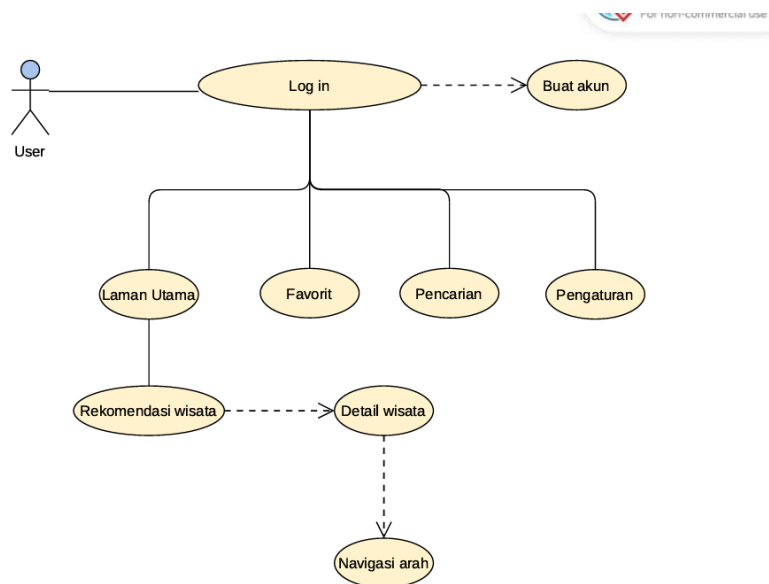 For non-commercial use
Log in
Buat akun
User
Laman Utama
Favorit
Pencarian
Pengaturan
Rekomendasi wisata
Detail wisata
Navigasi arah